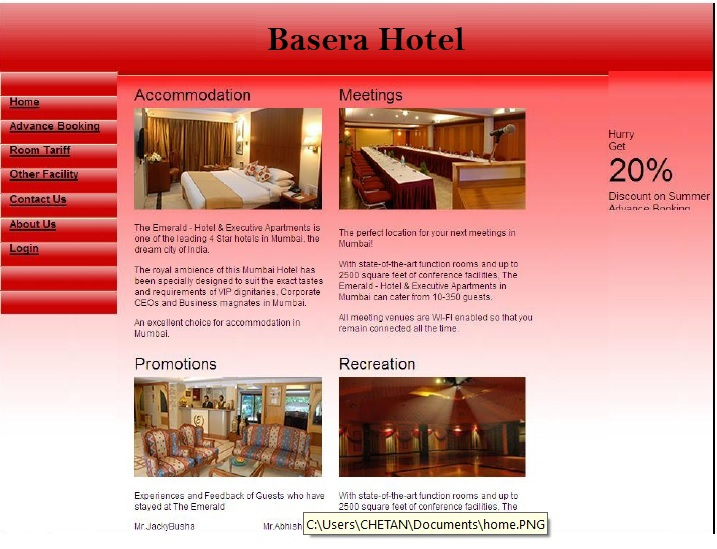 Basera Hotel
Home
Advance Booking
Room Tariff
Other Facility
Contact Us
About Us
Login
Accommodation
The Emerald - Hotel & Executive Apartments is
one of the leading 4 Star hotels in Mumbai, the
dream city of India.
The royal ambience of this Mumbai Hotel has
been specially designed to suit the exact tastes
and requirements of VIP dignitaries, Corporate
CEOs and Business magnates in Mumbai.
An excellent choice for accommodation in
Mumbai.
Meetings
The perfect location for your next meetings in
Mumbai!
With state-of-the-art function rooms and up to
2500 square feet of conference facilities, The
Emerald - Hotel & Executive Apartments in
Mumbai can cater from 10-350 guests.
All meeting venues are Wi-Fi enabled so that you
remain connected all the time.
Promotions
Experiences and Feedback of Guests who have
stayed at The Emerald
Mr.JackyBusha
Mr.Abhish
Recreation
With state-of-the-art function rooms and up to
2500 square feet of conference facilities, The
C:\Users\CHETAN\Documents\home.PNG
Hurry
Get
20%
Discount on Summer
Advance Booking